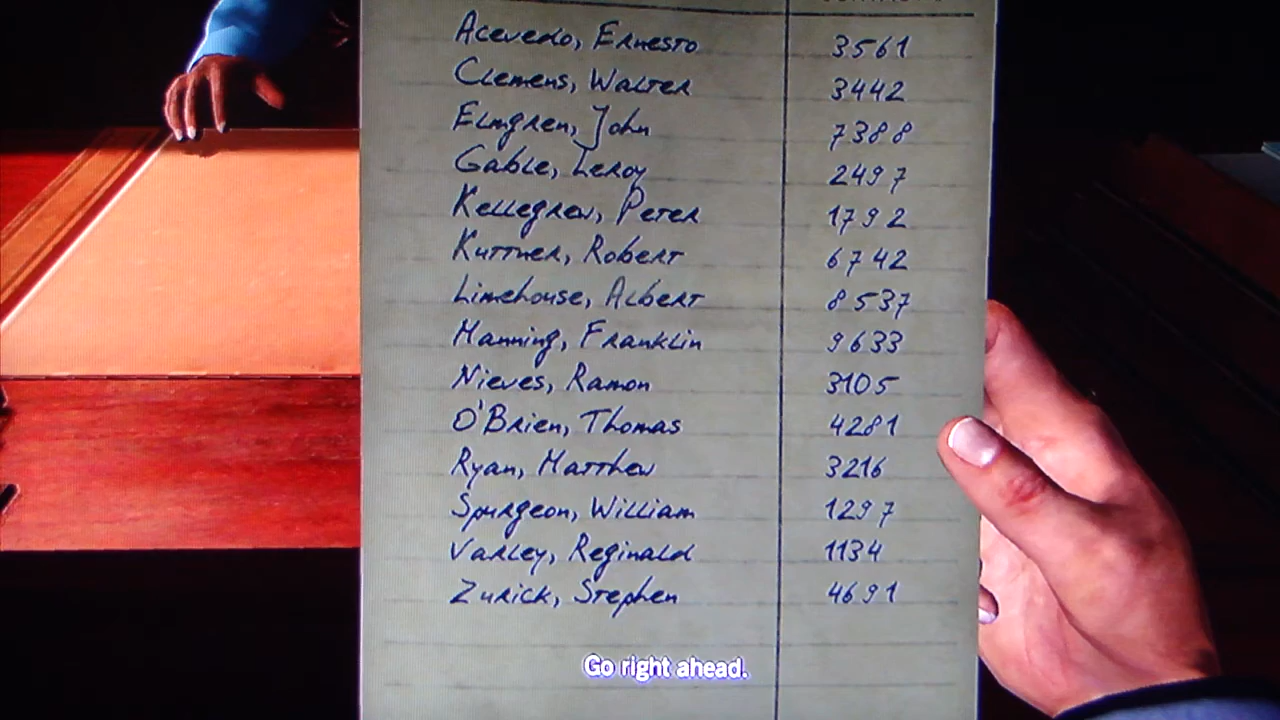 Acevedo, Ernesto 3561
Clemens, Walter 3442
Elmgren, John 7388
Gable, Leroy 2497
Kellegrew, Peter 1792
Kuttner, Robert 6742
Limehouse, Albert 8537
Manning, Franklin 9633
Nieves, Ramon 3105
O'Brien, Thomas 4281
Ryan, Matthew 3216
Spurgeon, William 1297
Varley, Reginald 1134
Zurick, Stephen 4691
Go right ahead.